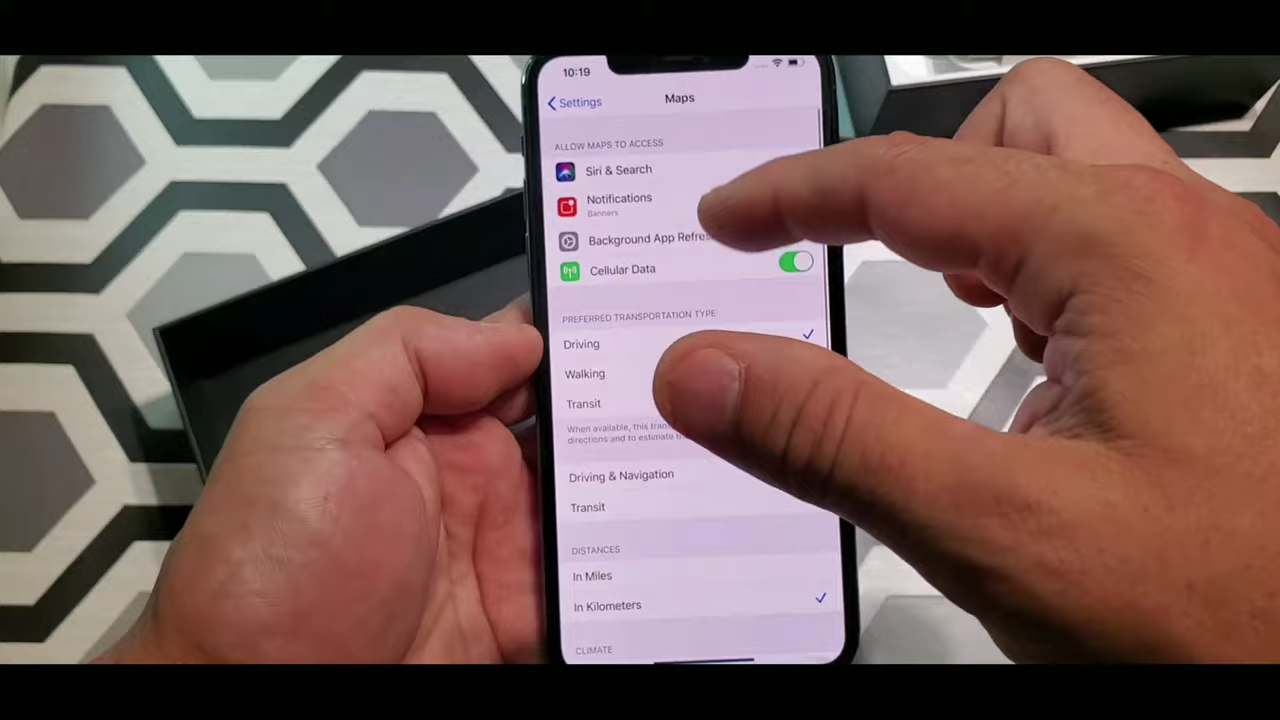 10:19
Settings
Maps
ALLOW MAPS TO ACCESS
Siri & Search
Notifications
Banners
Background App Refres
Cellular Data
PREFERRED TRANSPORTATION TYPE
Driving
Walking
Transit
When available, this
directions and to estimate
Driving & Navigation
Transit
DISTANCES
In Miles
In Kilometers
CLIMATE